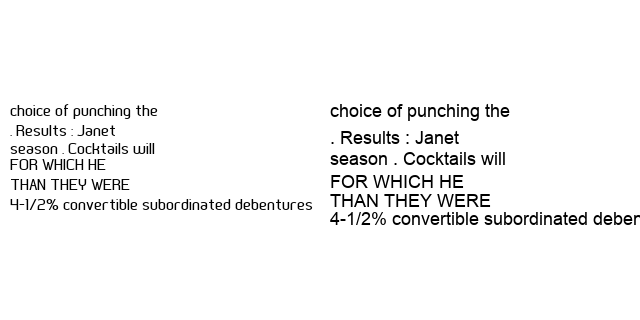 choice of punching the
. Results : Janet
season . Cocktails will
FOR WHICH HE
THAN THEY WERE
4-1/2% convertible subordinated debentures
choice of punching the
. Results : Janet
season . Cocktails will
FOR WHICH HE
THAN THEY WERE
4-1/2% convertible subordinated